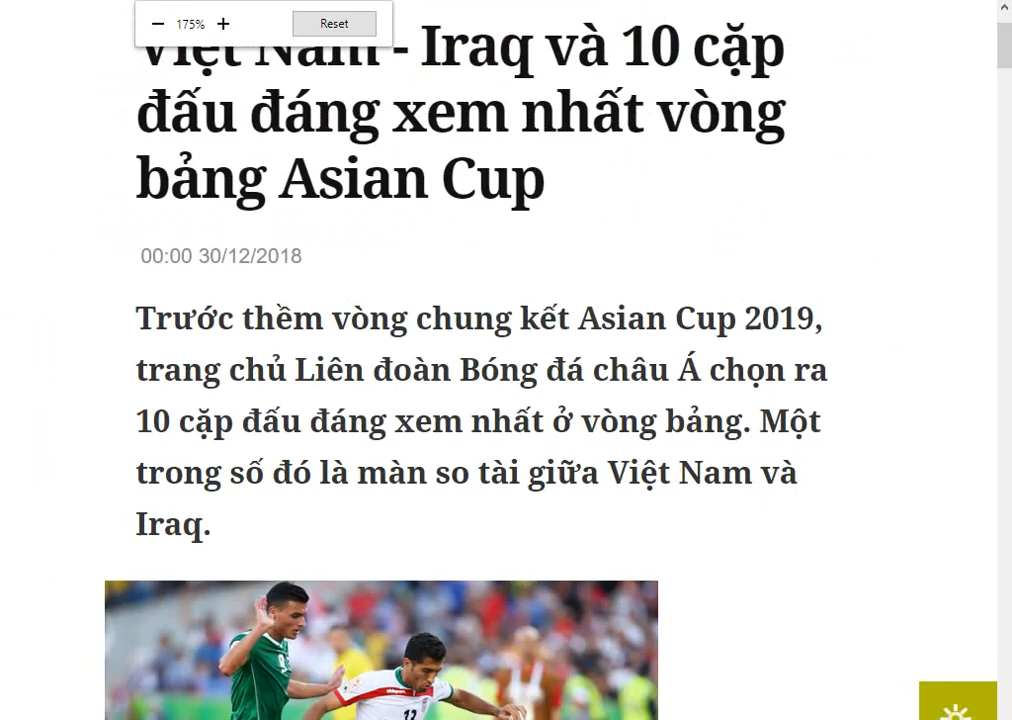 175%
Reset
Việt Nam - Iraq và 10 cặp
đấu đáng xem nhất vòng
bảng Asian Cup
00:00 30/12/2018
Trước thềm vòng chung kết Asian Cup 2019,
trang chủ Liên đoàn Bóng đá châu Á chọn ra
10 cặp đấu đáng xem nhất ở vòng bảng. Một
trong số đó là màn so tài giữa Việt Nam và
Iraq.
12